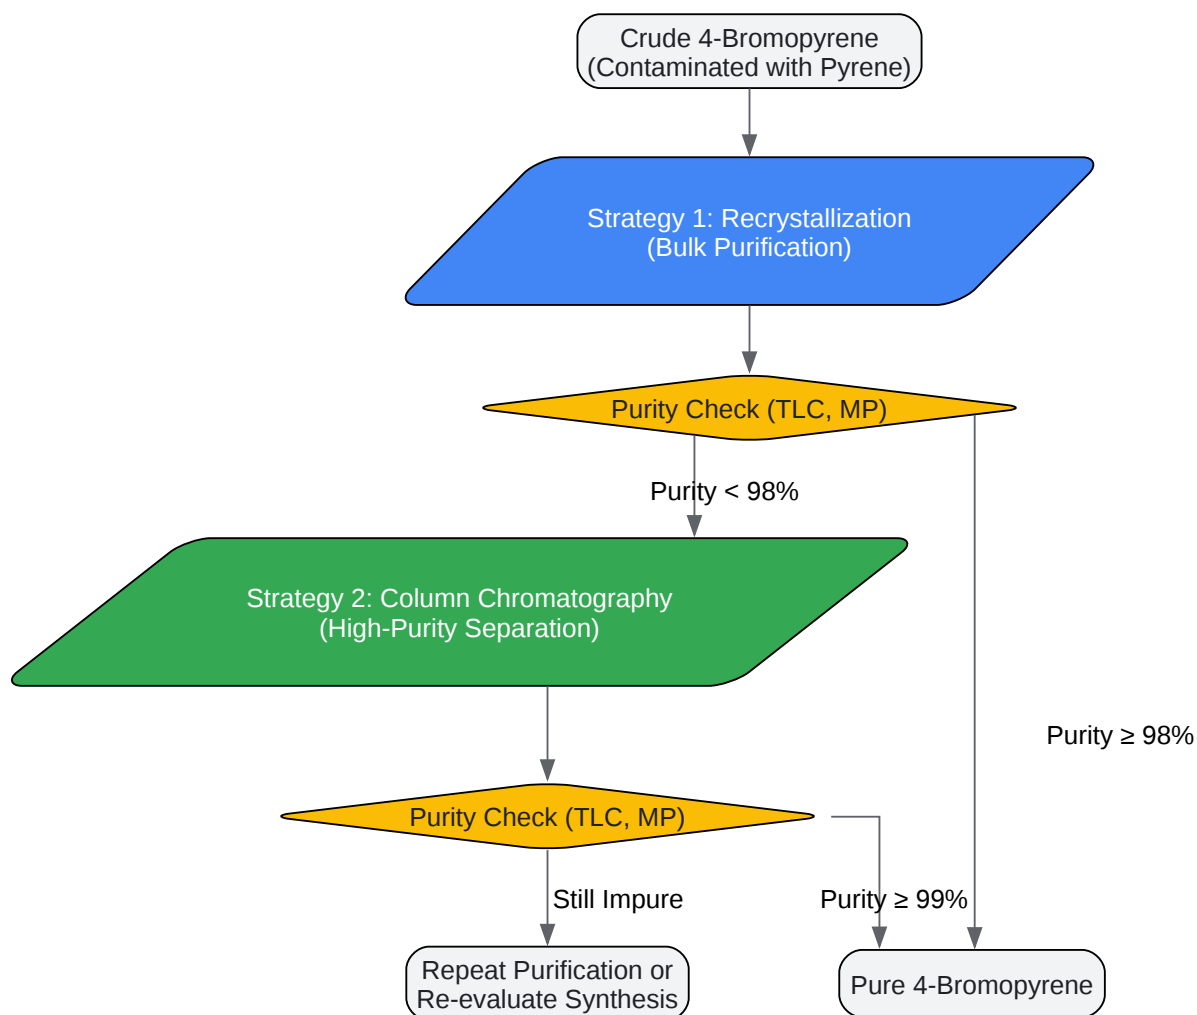 Crude 4-Bromopyrene
(Contaminated with Pyrene)
Strategy 1: Recrystallization
(Bulk Purification)
Purity Check (TLC, MP)
Purity < 98%
Strategy 2: Column Chromatography
(High-Purity Separation)
Purity ≥ 98%
Purity Check (TLC, MP)
Still Impure
Purity ≥ 99%
Repeat Purification or
Re-evaluate Synthesis
Pure 4-Bromopyrene